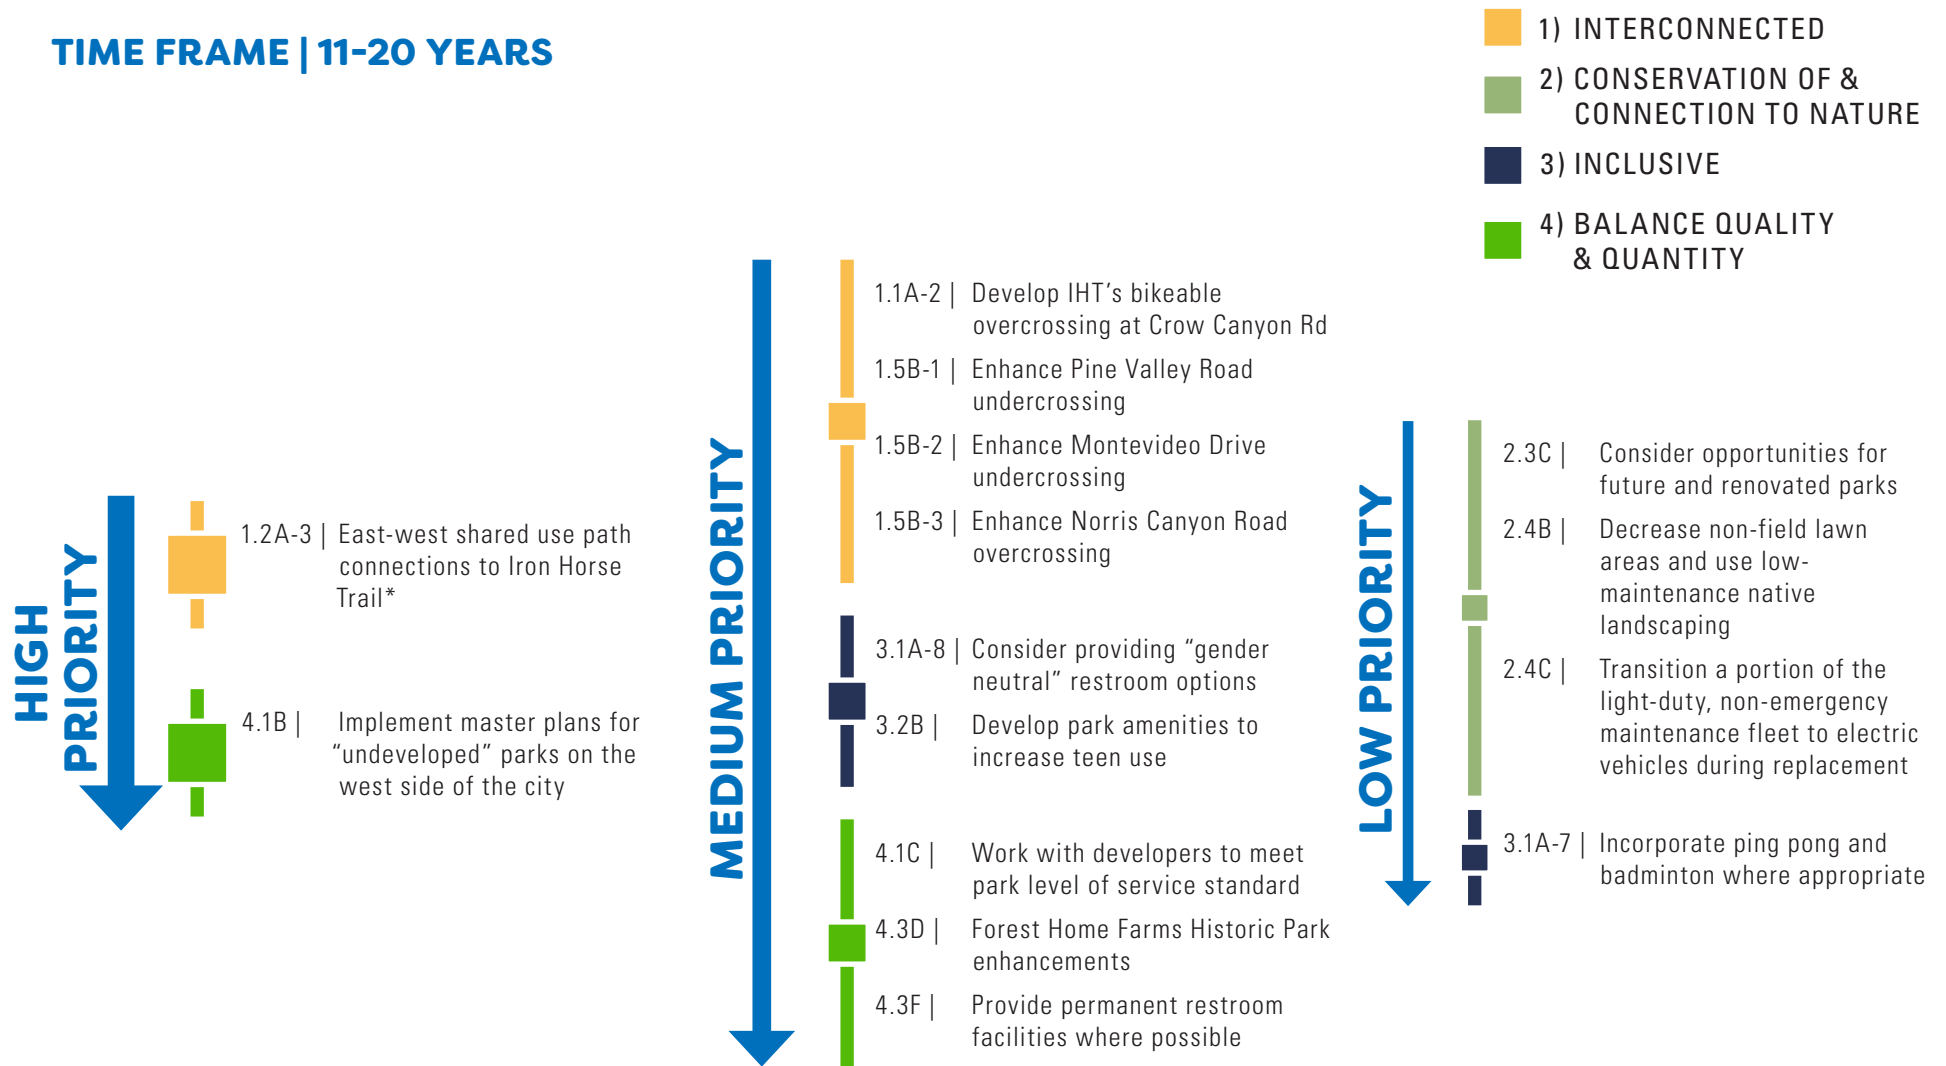 TIME FRAME | 11-20 YEARS
1) INTERCONNECTED
2) CONSERVATION OF &
CONNECTION TO NATURE
3) INCLUSIVE
4) BALANCE QUALITY
& QUANTITY
HIGH
PRIORITY
1.2A-3 | East-west shared use path
connections to Iron Horse
Trail*
4.1B | Implement master plans for
“undeveloped” parks on the
west side of the city
MEDIUM PRIORITY
1.1A-2 | Develop IHT’s bikeable
overcrossing at Crow Canyon Rd
1.5B-1 | Enhance Pine Valley Road
undercrossing
1.5B-2 | Enhance Montevideo Drive
undercrossing
1.5B-3 | Enhance Norris Canyon Road
overcrossing
3.1A-8 | Consider providing “gender
neutral” restroom options
3.2B | Develop park amenities to
increase teen use
4.1C | Work with developers to meet
park level of service standard
4.3D | Forest Home Farms Historic Park
enhancements
4.3F | Provide permanent restroom
facilities where possible
LOW PRIORITY
2.3C | Consider opportunities for
future and renovated parks
2.4B | Decrease non-field lawn
areas and use low-
maintenance native
landscaping
2.4C | Transition a portion of the
light-duty, non-emergency
maintenance fleet to electric
vehicles during replacement
3.1A-7 | Incorporate ping pong and
badminton where appropriate